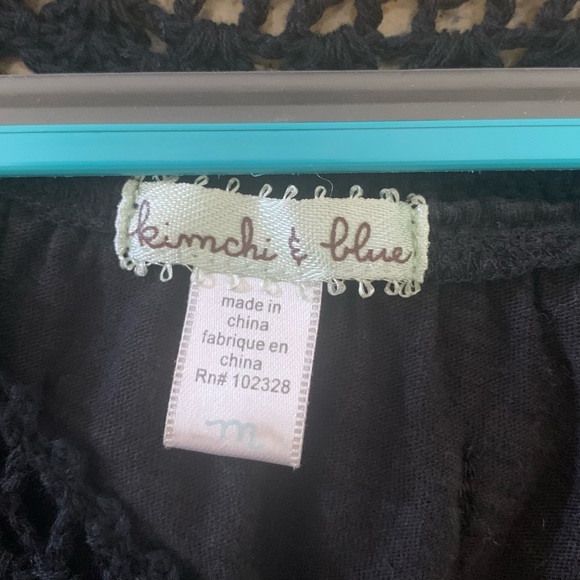 kimchi & blue
made in
china
fabrique en
china
Rn# 102328
m